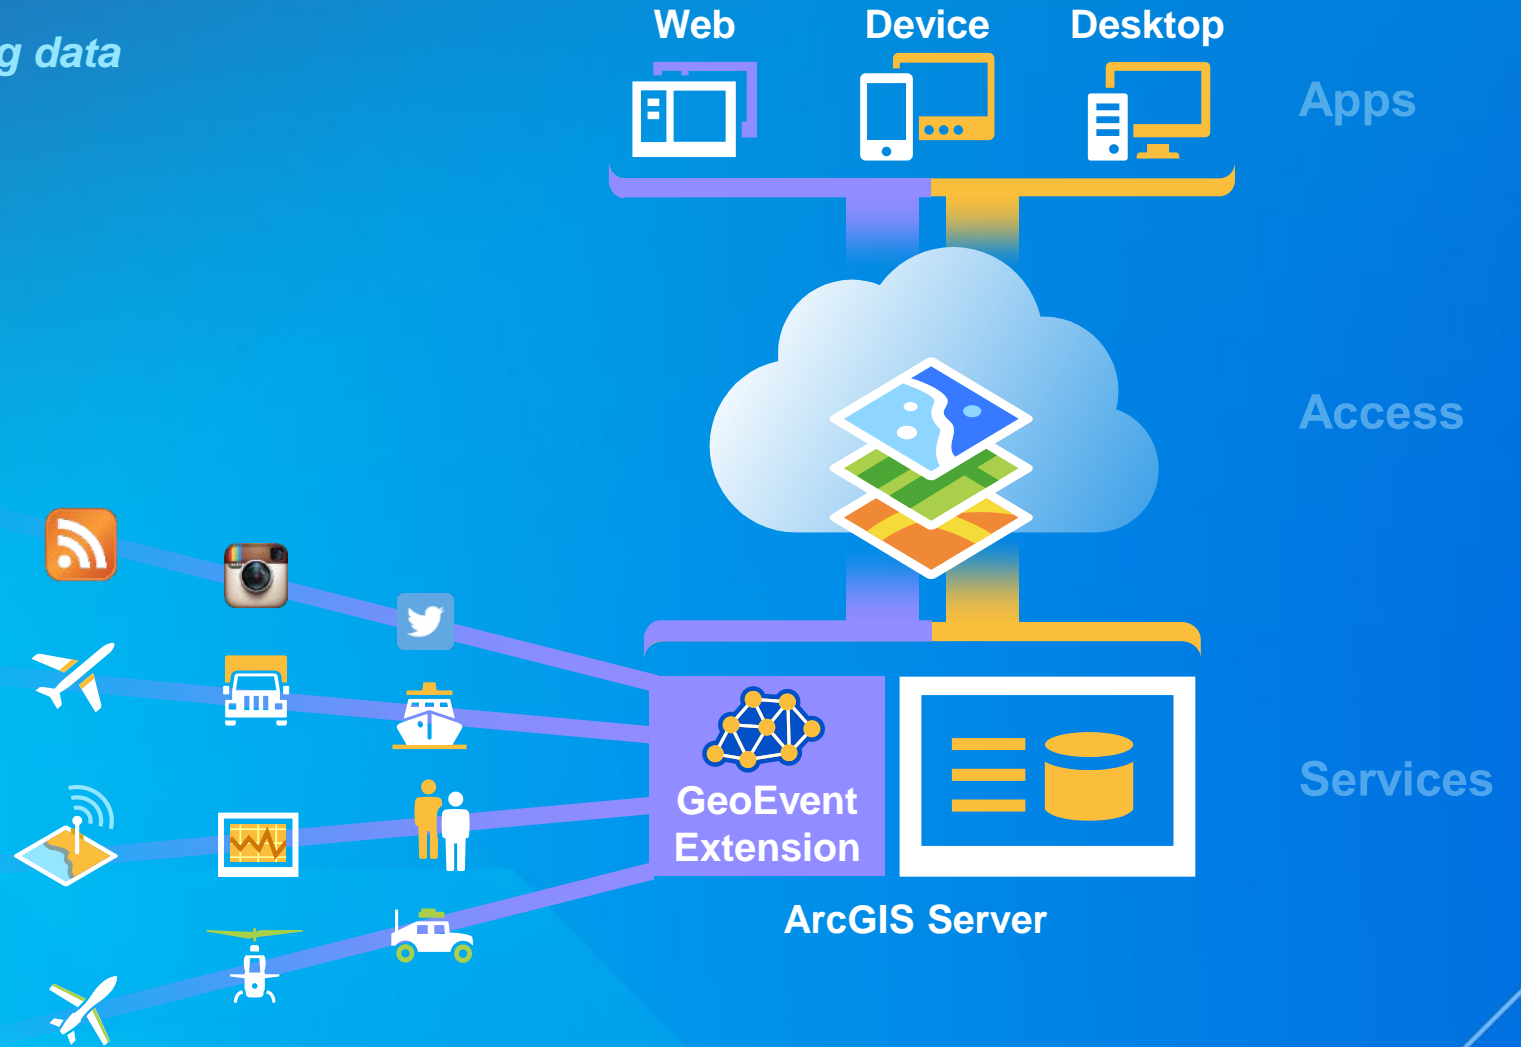 g data
Web
Device
Desktop
Apps
Access
GeoEvent
Extension
Services
ArcGIS Server